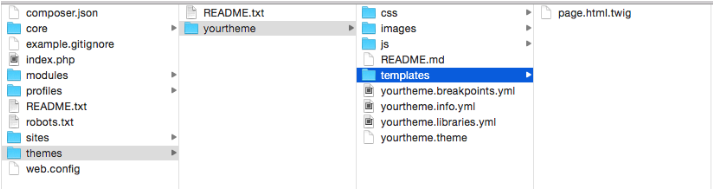 composer.json
core
example.gitignore
index.php
modules
profiles
README.txt
robots.txt
sites
themes
web.config
README.txt
yourtheme
css
images
js
README.md
templates
yourtheme.breakpoints.yml
yourtheme.info.yml
yourtheme.libraries.yml
yourtheme.theme
page.html.twig